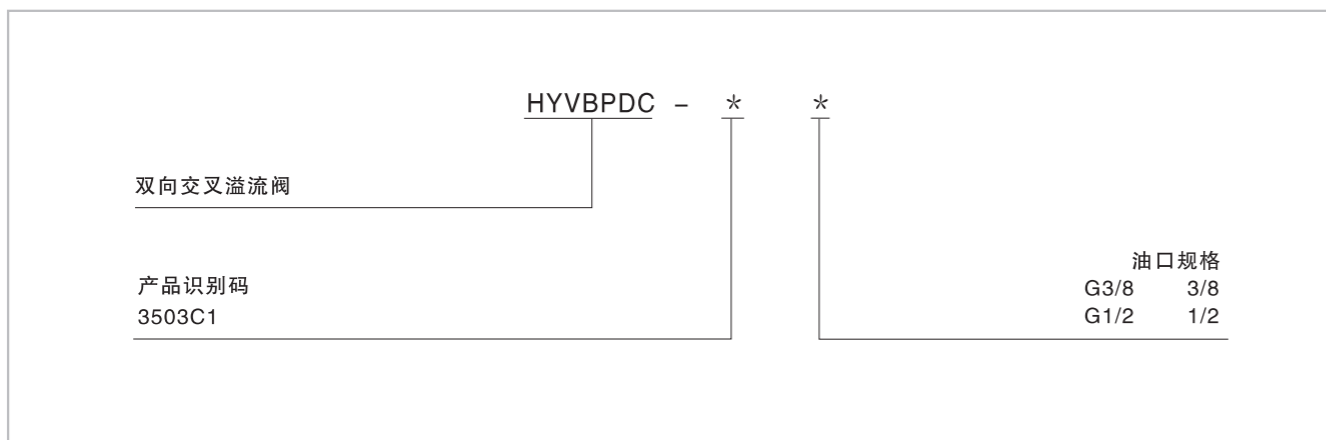 HYVBPDC - * *
双向交叉溢流阀
产品识别码
3503C1
油口规格
G3/8 3/8
G1/2 1/2